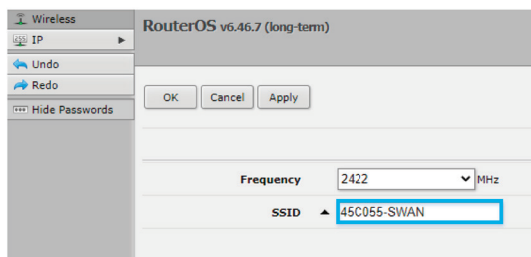 Wireless
IP
Undo
Redo
Hide Passwords
RouterOS v6.46.7 (long-term)
OK Cancel Apply
Frequency 2422 MHz
SSID 450055-SWAN